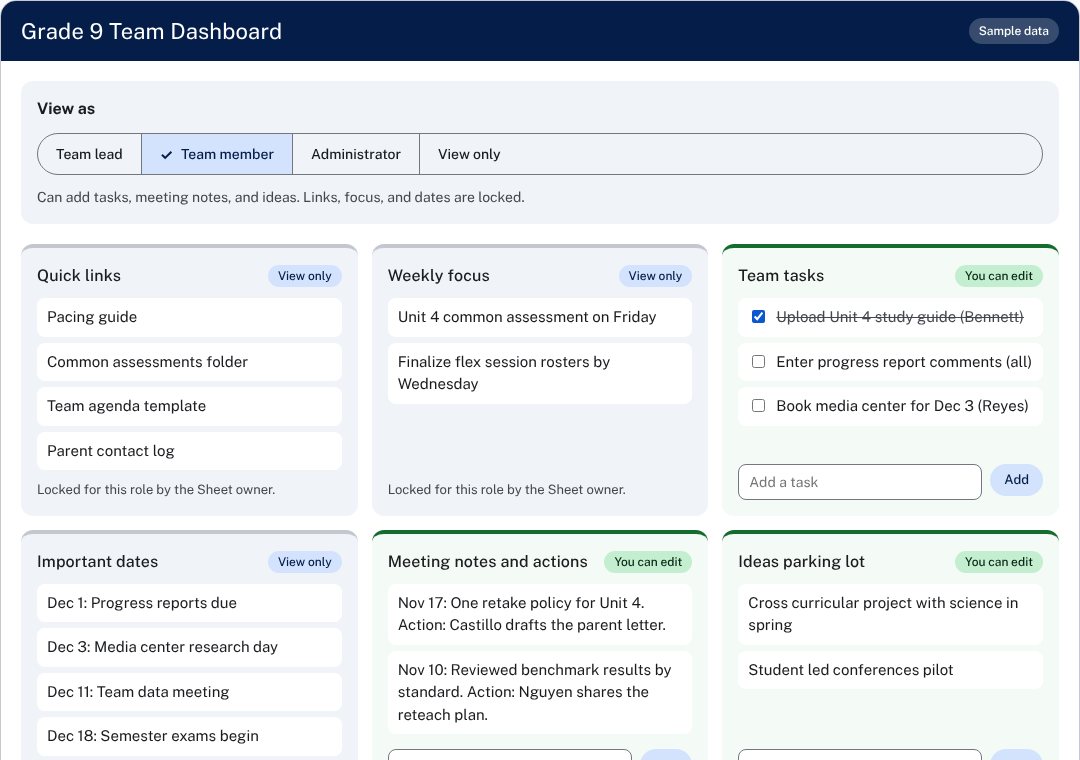 Grade 9 Team Dashboard
Sample data
View as
Team lead
Team member
Administrator
View only
Can add tasks, meeting notes, and ideas. Links, focus, and dates are locked.
Quick links
View only
Pacing guide
Common assessments folder
Team agenda template
Parent contact log
Locked for this role by the Sheet owner.
Weekly focus
View only
Unit 4 common assessment on Friday
Finalize flex session rosters by
Wednesday
Locked for this role by the Sheet owner.
Team tasks
You can edit
Upload Unit 4 study guide (Bennett)
Enter progress report comments (all)
Book media center for Dec 3 (Reyes)
Add a task
Add
Important dates
View only
Dec 1: Progress reports due
Dec 3: Media center research day
Dec 11: Team data meeting
Dec 18: Semester exams begin
Meeting notes and actions
You can edit
Nov 17: One retake policy for Unit 4.
Action: Castillo drafts the parent letter.
Nov 10: Reviewed benchmark results by
standard. Action: Nguyen shares the
reteach plan.
Ideas parking lot
You can edit
Cross curricular project with science in
spring
Student led conferences pilot